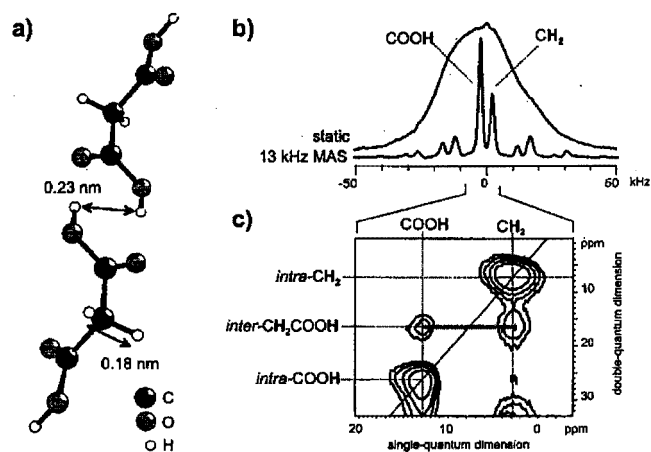 a)
0.23 nm
0.18 nm
C
O
H
b)
COOH
CH2
static
13 kHz MAS
-50
0
50
kHz
c)
COOH
CH2
ppm
intra-CH2
10
inter-CH2COOH
20
intra-COOH
30
double-quantum dimension
20
10
0
ppm
single-quantum dimension